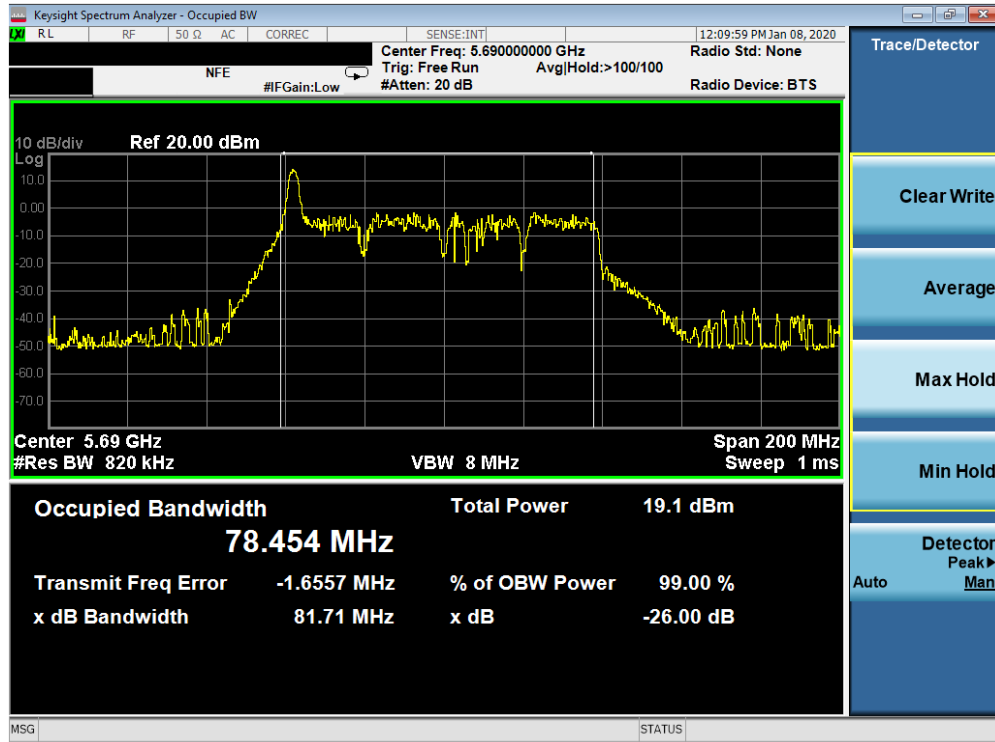 Keysight Spectrum Analyzer - Occupied BW
LXI RL RF 50 Ω AC CORREC SENSE:INT 12:09:59 PM Jan 08, 2020
Center Freq: 5.690000000 GHz Radio Std: None
NFE Trig: Free Run Avg|Hold:>100/100
#IFGain:Low #Atten: 20 dB Radio Device: BTS
10 dB/div Ref 20.00 dBm
Log
10.0
0.00
-10.0
-20.0
-30.0
-40.0
-50.0
-60.0
-70.0
Center 5.69 GHz Span 200 MHz
#Res BW 820 kHz VBW 8 MHz Sweep 1 ms
Occupied Bandwidth Total Power 19.1 dBm
78.454 MHz
Transmit Freq Error -1.6557 MHz % of OBW Power 99.00 %
x dB Bandwidth 81.71 MHz x dB -26.00 dB
MSG STATUS
Trace/Detector
Clear Write
Average
Max Hold
Min Hold
Detector
Peak▶
Auto Man